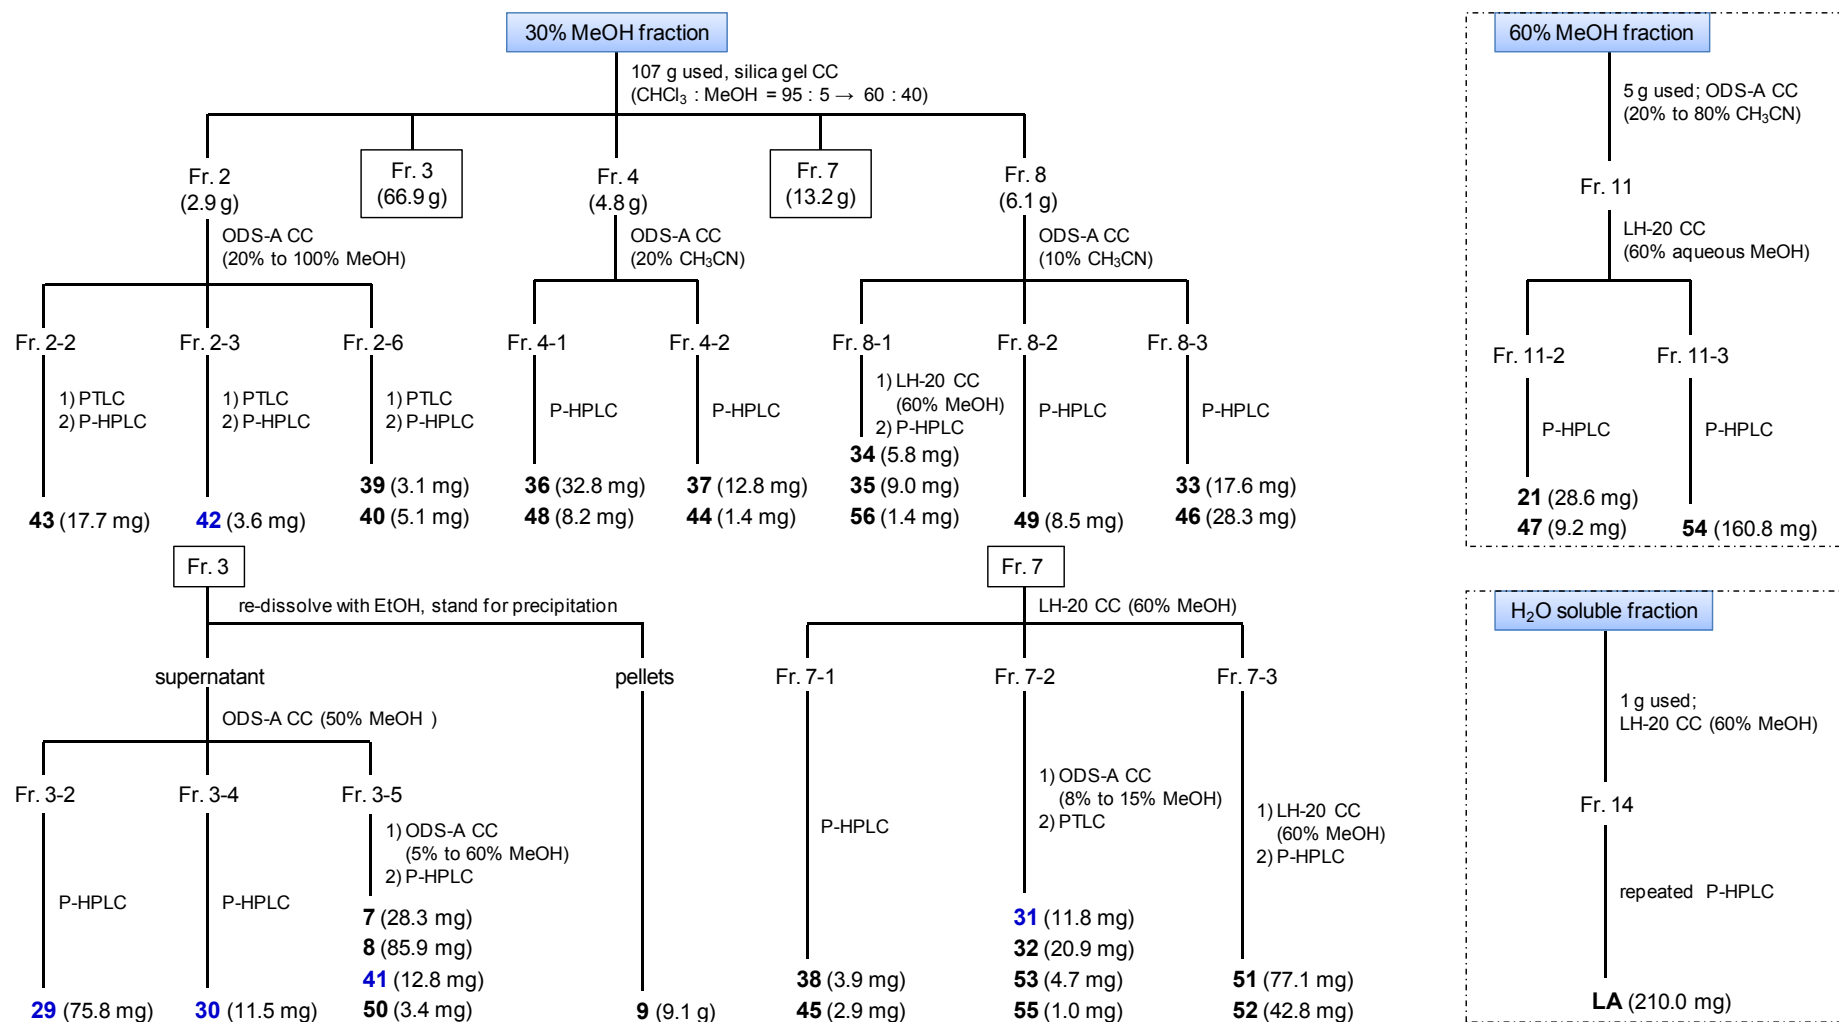 30% MeOH fraction
107 g used, silica gel CC
(CHCl₃ : MeOH = 95 : 5 → 60 : 40)
Fr. 2
(2.9 g)
Fr. 3
(66.9 g)
Fr. 4
(4.8 g)
Fr. 7
(13.2 g)
Fr. 8
(6.1 g)
ODS-A CC
(20% to 100% MeOH)
ODS-A CC
(20% CH₃CN)
ODS-A CC
(10% CH₃CN)
Fr. 2-2
Fr. 2-3
Fr. 2-6
Fr. 4-1
Fr. 4-2
Fr. 8-1
Fr. 8-2
Fr. 8-3
1) PTLC
2) P-HPLC
1) PTLC
2) P-HPLC
1) PTLC
2) P-HPLC
P-HPLC
P-HPLC
1) LH-20 CC
(60% MeOH)
2) P-HPLC
P-HPLC
P-HPLC
43 (17.7 mg)
42 (3.6 mg)
39 (3.1 mg)
40 (5.1 mg)
36 (32.8 mg)
48 (8.2 mg)
37 (12.8 mg)
44 (1.4 mg)
34 (5.8 mg)
35 (9.0 mg)
56 (1.4 mg)
49 (8.5 mg)
33 (17.6 mg)
46 (28.3 mg)
Fr. 3
re-dissolve with EtOH, stand for precipitation
supernatant
pellets
ODS-A CC (50% MeOH )
Fr. 3-2
Fr. 3-4
Fr. 3-5
P-HPLC
P-HPLC
1) ODS-A CC
(5% to 60% MeOH)
2) P-HPLC
29 (75.8 mg)
30 (11.5 mg)
7 (28.3 mg)
8 (85.9 mg)
41 (12.8 mg)
50 (3.4 mg)
9 (9.1 g)
Fr. 7
LH-20 CC (60% MeOH)
Fr. 7-1
Fr. 7-2
Fr. 7-3
P-HPLC
1) ODS-A CC
(8% to 15% MeOH)
2) PTLC
1) LH-20 CC
(60% MeOH)
2) P-HPLC
38 (3.9 mg)
45 (2.9 mg)
31 (11.8 mg)
32 (20.9 mg)
53 (4.7 mg)
55 (1.0 mg)
51 (77.1 mg)
52 (42.8 mg)
60% MeOH fraction
5 g used; ODS-A CC
(20% to 80% CH₃CN)
Fr. 11
LH-20 CC
(60% aqueous MeOH)
Fr. 11-2
Fr. 11-3
P-HPLC
P-HPLC
21 (28.6 mg)
47 (9.2 mg)
54 (160.8 mg)
H₂O soluble fraction
1 g used;
LH-20 CC (60% MeOH)
Fr. 14
repeated P-HPLC
LA (210.0 mg)